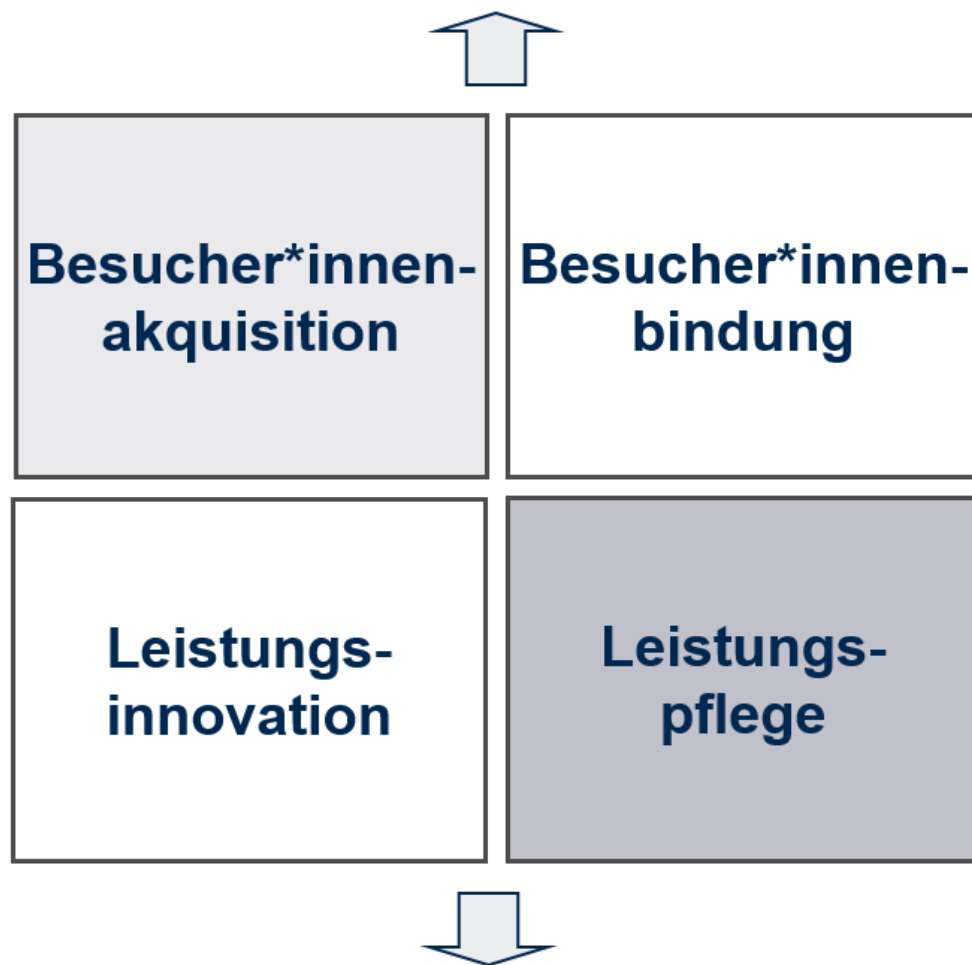 Besucher*innen-
akquisition
Besucher*innen-
bindung
Leistungs-
innovation
Leistungs-
pflege